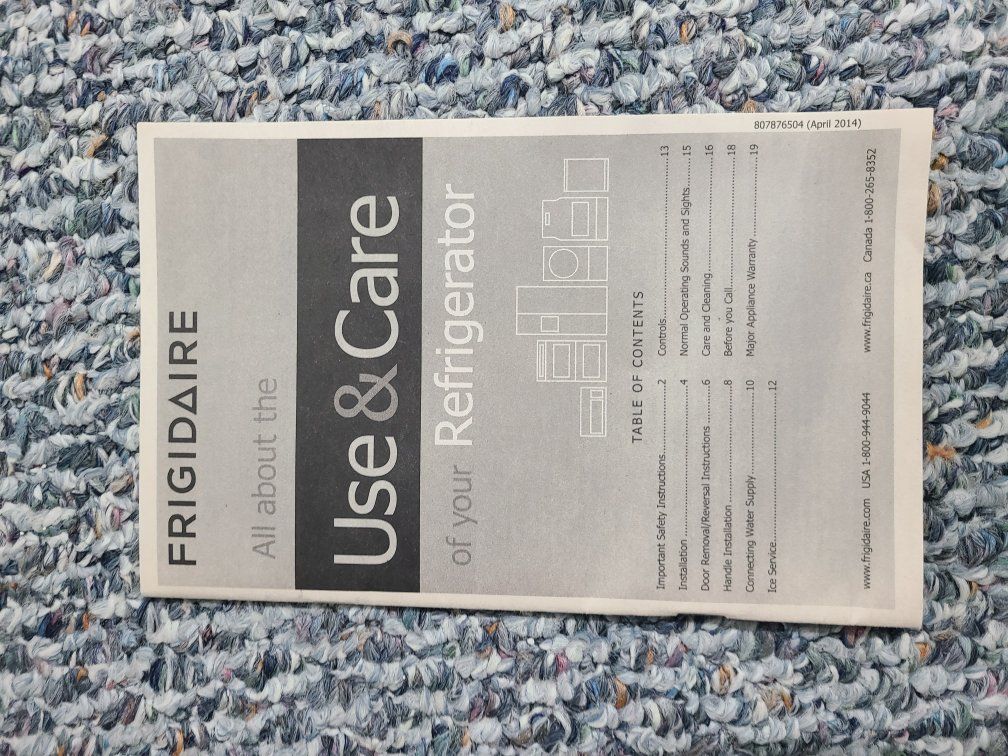 FRIGIDAIRE
All about the
Use & Care
of your Refrigerator
TABLE OF CONTENTS
Important Safety Instructions..............2
Installation ......................................4
Door Removal/Reversal Instructions ......6
Handle Installation ............................8
Connecting Water Supply..................10
Ice Service.....................................12
Controls.........................................13
Normal Operating Sounds and Sights.....15
Care and Cleaning............................16
Before you Call................................18
Major Appliance Warranty ..................19
www.frigidaire.com USA 1-800-944-9044
www.frigidaire.ca Canada 1-800-265-8352
807876504 (April 2014)